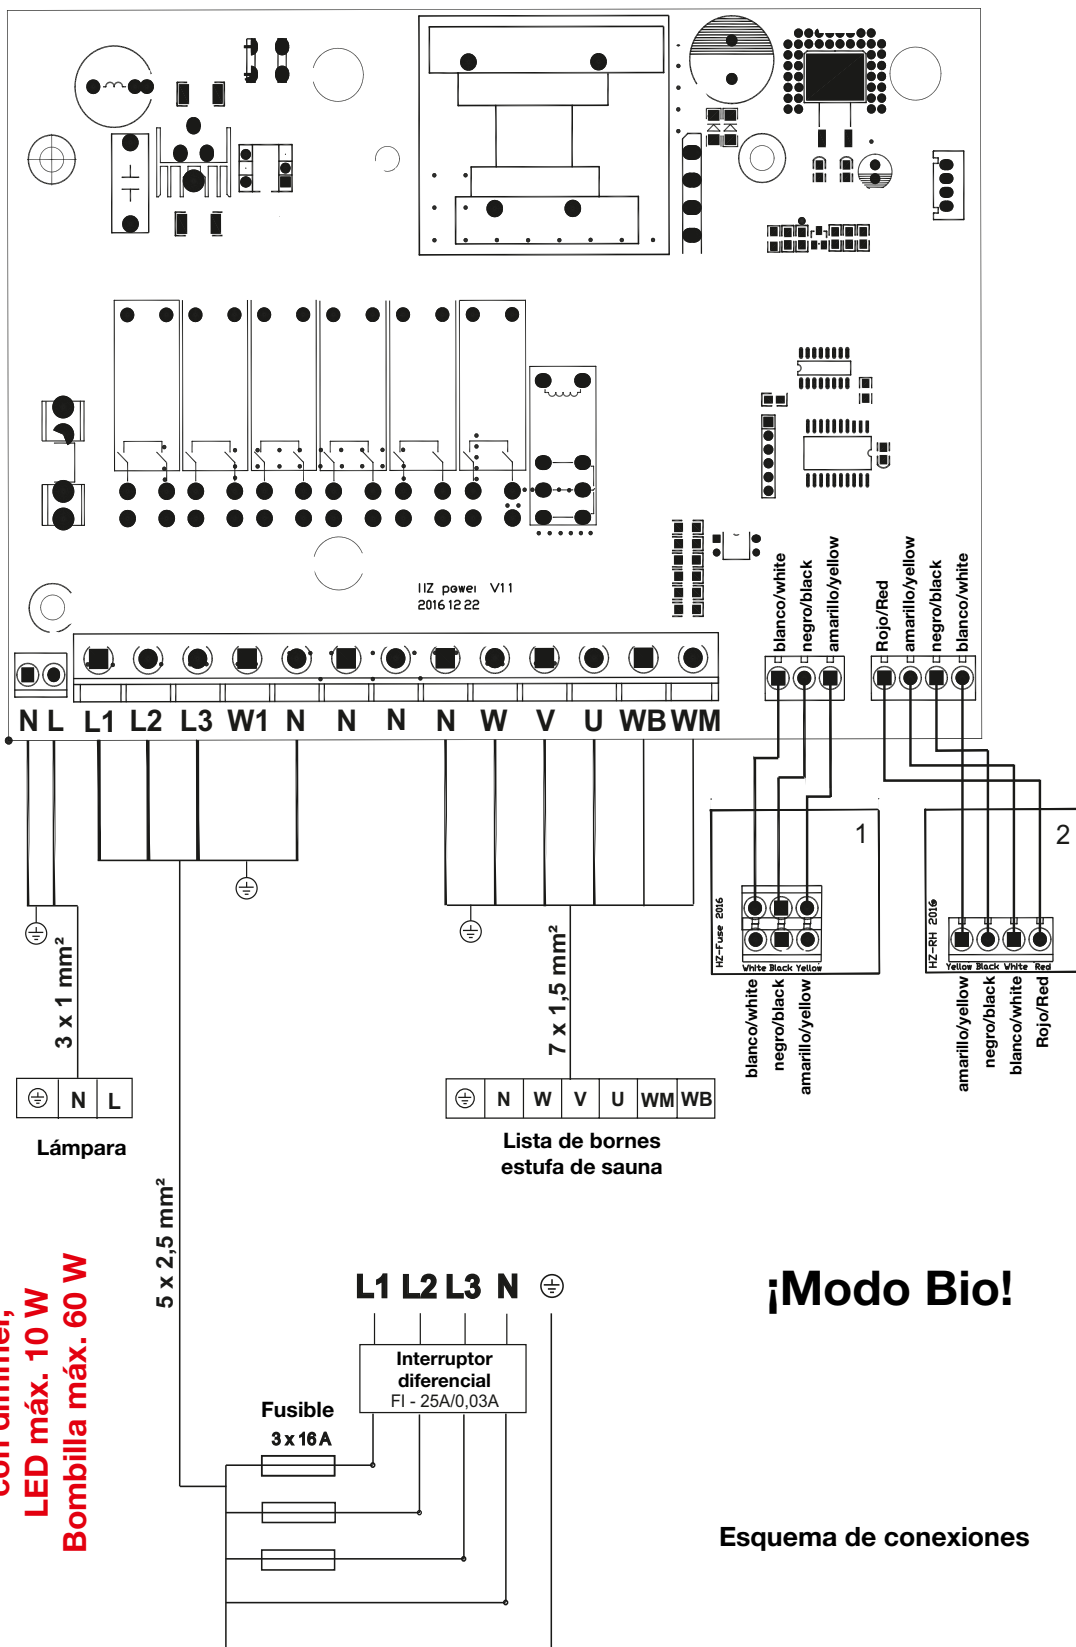 HZ power V1.1
2016 12 22
blanco/white
negro/black
amarillo/yellow
Rojo/Red
amarillo/yellow
negro/black
blanco/white
N L L1 L2 L3 W1 N N N N W V U WB WM
1
HZ-Fuse 2016
White Black Yellow
blanco/white
negro/black
amarillo/yellow
2
HZ-RH 2016
Yellow Black White Red
amarillo/yellow
negro/black
blanco/white
Rojo/Red
3 x 1 mm²
N L
Lámpara
7 x 1,5 mm²
N W V U WM WB
Lista de bornes
estufa de sauna
5 x 2,5 mm²
L1 L2 L3 N
Interruptor
diferencial
FI - 25A/0,03A
Fusible
3 x 16 A
¡Modo Bio!
con dimmer,
LED máx. 10 W
Bombilla máx. 60 W
Esquema de conexiones